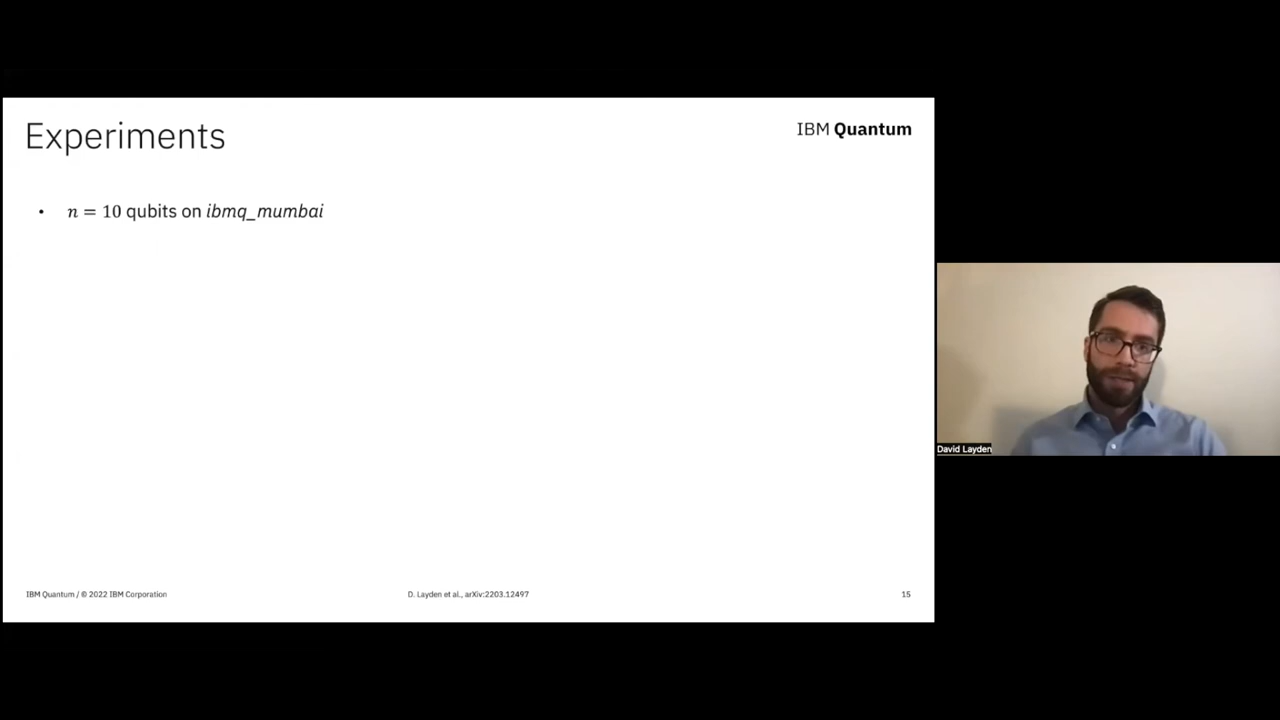 Experiments
IBM Quantum
• n = 10 qubits on ibmq_mumbai
David Layden
IBM Quantum / © 2022 IBM Corporation
D. Layden et al., arXiv:2203.12497
15